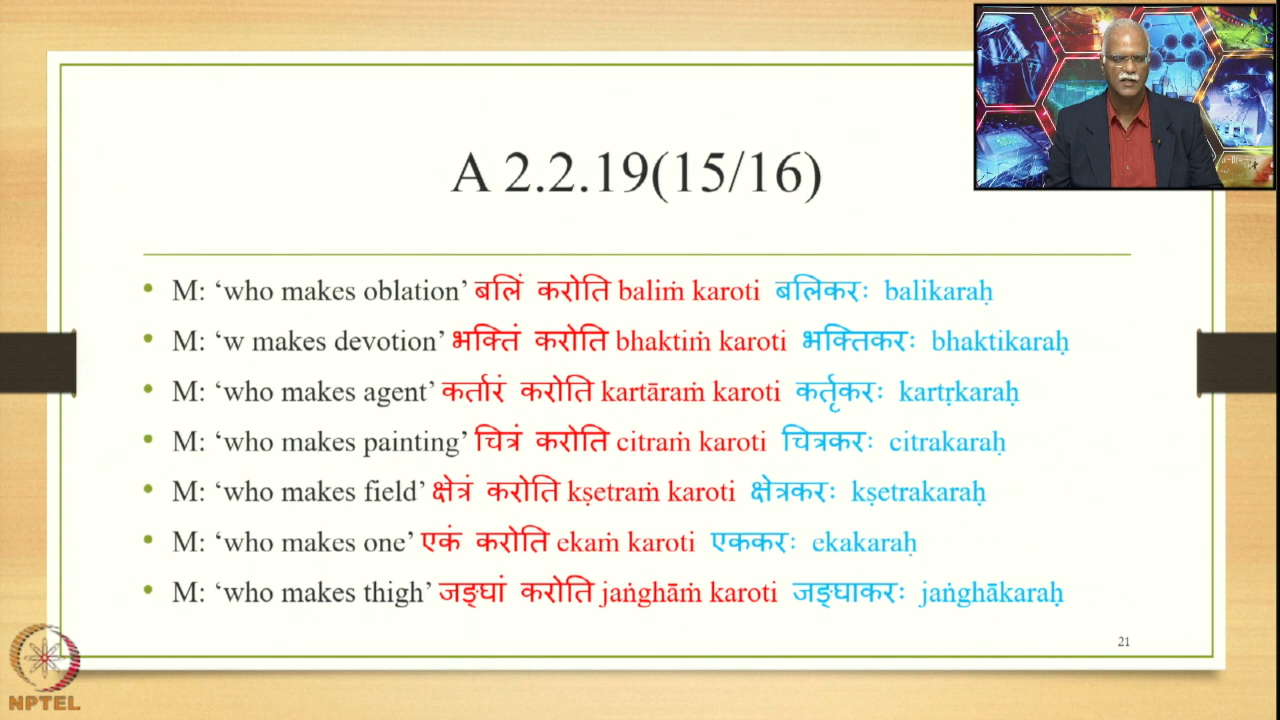 A 2.2.19(15/16)
• M: ‘who makes oblation’ बलिं करोति baliṁ karoti बलिकरः balikaraḥ
• M: ‘w makes devotion’ भक्तिं करोति bhaktiṁ karoti भक्तिकरः bhaktikaraḥ
• M: ‘who makes agent’ कर्तारं करोति kartāraṁ karoti कर्तृकरः kartṛkaraḥ
• M: ‘who makes painting’ चित्रं करोति citraṁ karoti चित्रकरः citrakaraḥ
• M: ‘who makes field’ क्षेत्रं करोति kṣetraṁ karoti क्षेत्रकरः kṣetrakaraḥ
• M: ‘who makes one’ एकं करोति ekaṁ karoti एककरः ekakaraḥ
• M: ‘who makes thigh’ जङ्घां करोति jaṅghāṁ karoti जङ्घाकरः jaṅghākaraḥ
21
NPTEL